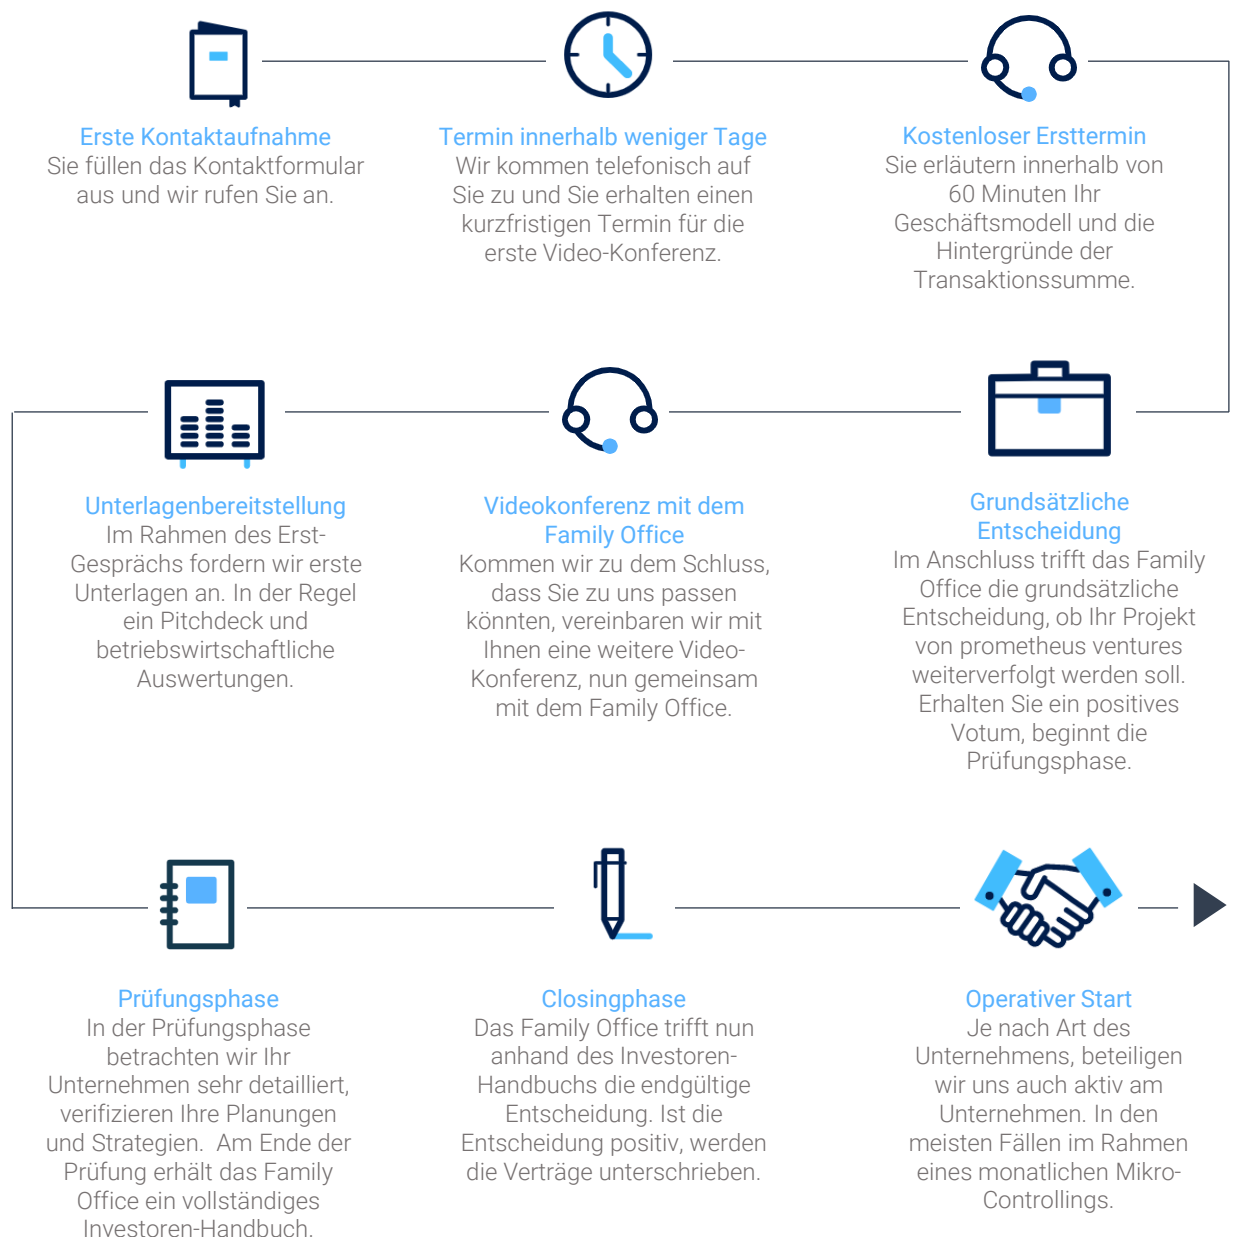 Erste Kontaktaufnahme
Sie füllen das Kontaktformular
aus und wir rufen Sie an.
Termin innerhalb weniger Tage
Wir kommen telefonisch auf
Sie zu und Sie erhalten einen
kurzfristigen Termin für die
erste Video-Konferenz.
Kostenloser Ersttermin
Sie erläutern innerhalb von
60 Minuten Ihr
Geschäftsmodell und die
Hintergründe der
Transaktionssumme.
Unterlagenbereitstellung
Im Rahmen des Erst-
Gesprächs fordern wir erste
Unterlagen an. In der Regel
ein Pitchdeck und
betriebswirtschaftliche
Auswertungen.
Videokonferenz mit dem
Family Office
Kommen wir zu dem Schluss,
dass Sie zu uns passen
könnten, vereinbaren wir mit
Ihnen eine weitere Video-
Konferenz, nun gemeinsam
mit dem Family Office.
Grundsätzliche
Entscheidung
Im Anschluss trifft das Family
Office die grundsätzliche
Entscheidung, ob Ihr Projekt
von prometheus ventures
weiterverfolgt werden soll.
Erhalten Sie ein positives
Votum, beginnt die
Prüfungsphase.
Prüfungsphase
In der Prüfungsphase
betrachten wir Ihr
Unternehmen sehr detailliert,
verifizieren Ihre Planungen
und Strategien.  Am Ende der
Prüfung erhält das Family
Office ein vollständiges
Investoren-Handbuch.
Closingphase
Das Family Office trifft nun
anhand des Investoren-
Handbuchs die endgültige
Entscheidung. Ist die
Entscheidung positiv, werden
die Verträge unterschrieben.
Operativer Start
Je nach Art des
Unternehmens, beteiligen
wir uns auch aktiv am
Unternehmen. In den
meisten Fällen im Rahmen
eines monatlichen Mikro-
Controllings.